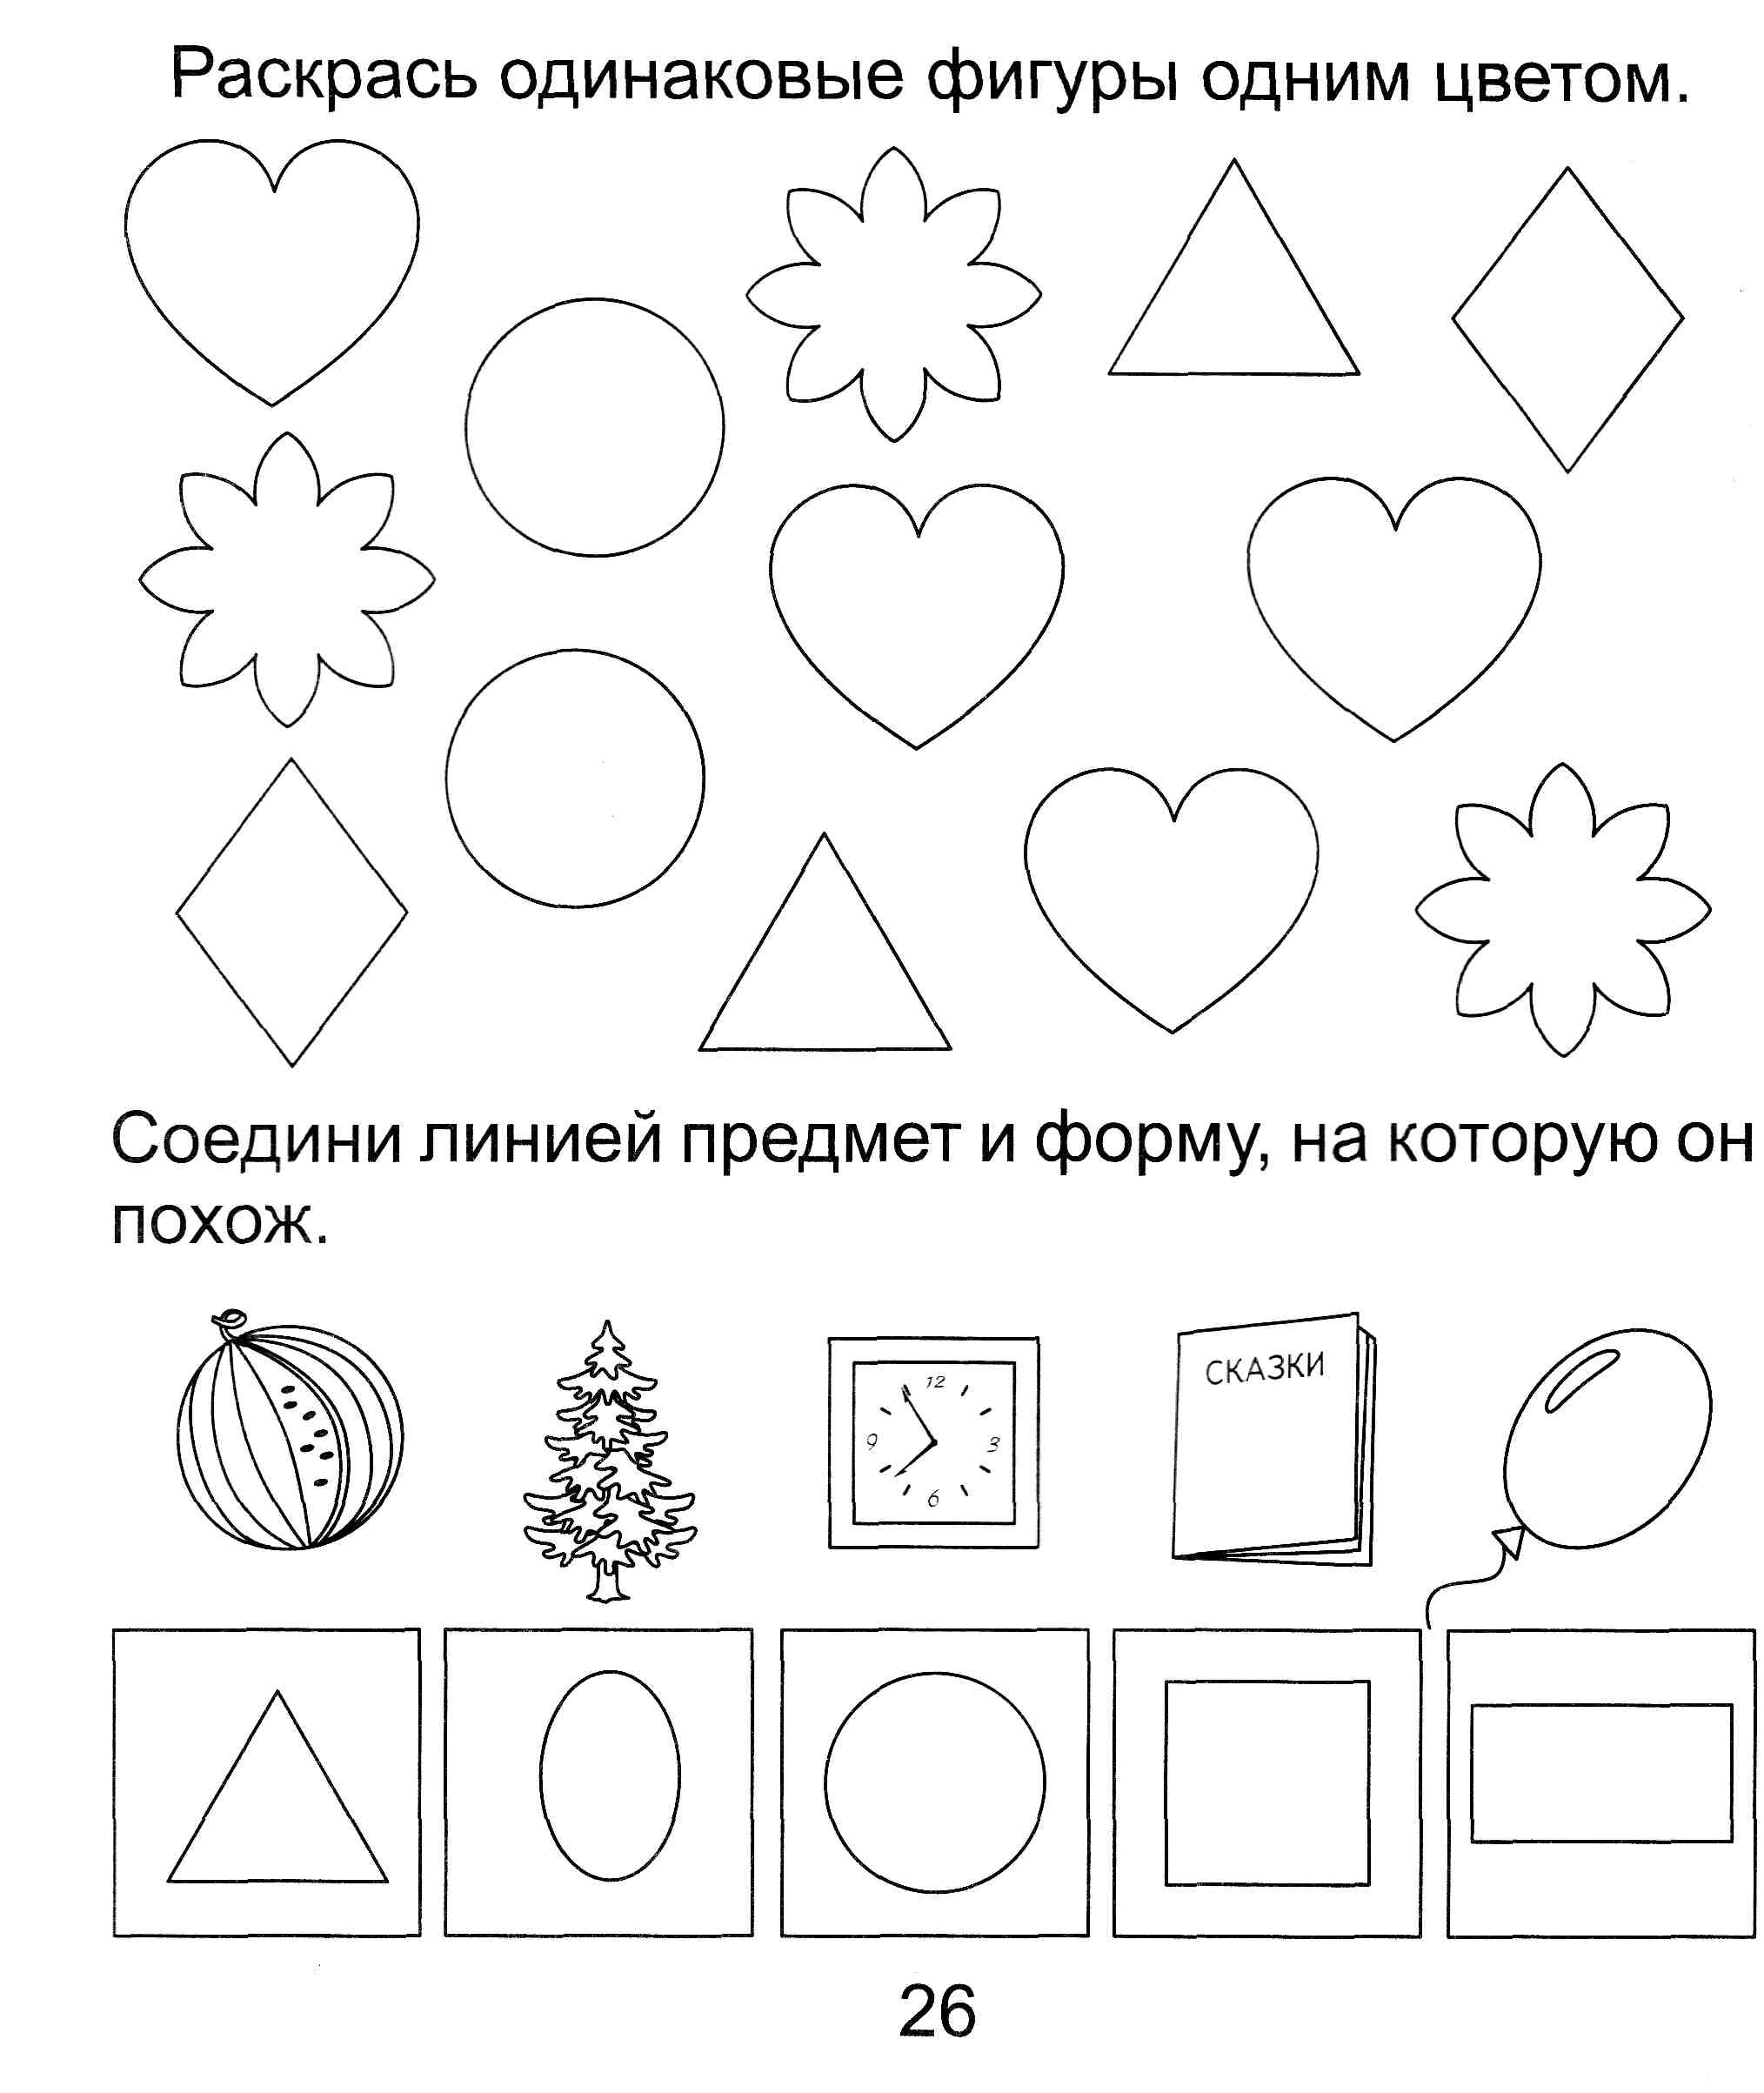 Раскрась одинаковые фигуры одним цветом.
Соедини линией предмет и форму, на которую он
похож.
12
9
3
6
СКАЗКИ
26